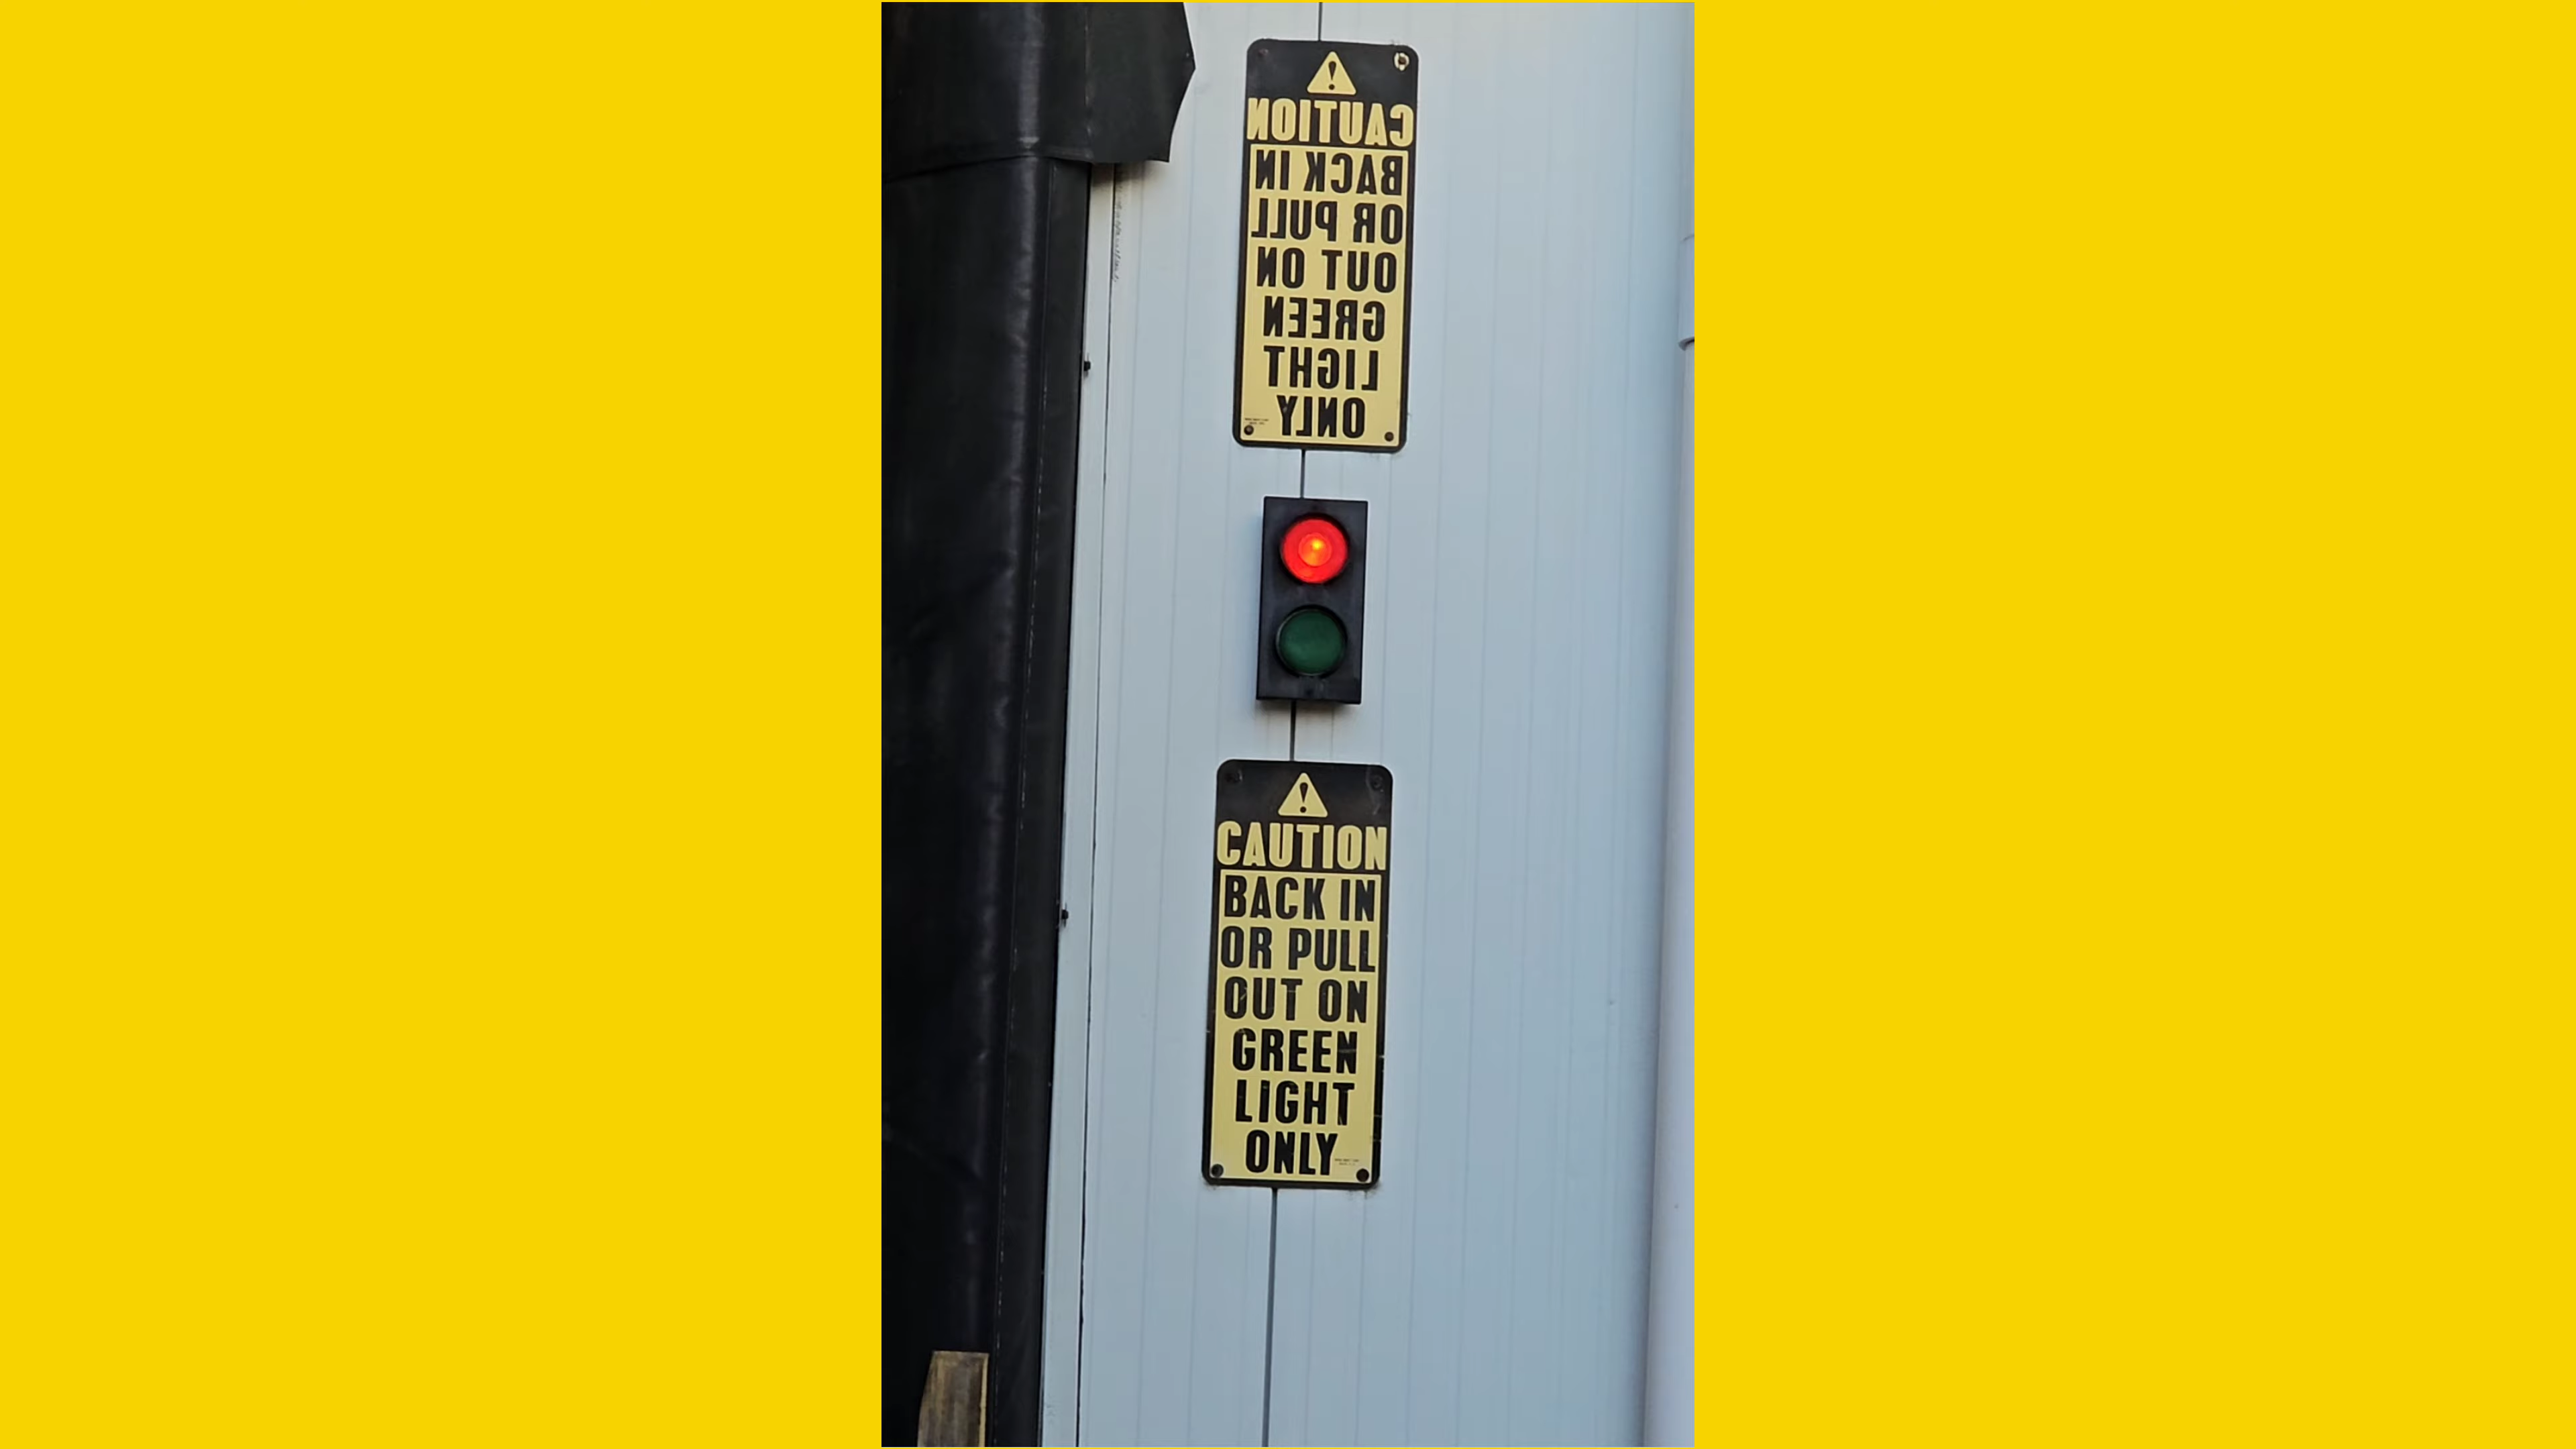 CAUTION
BACK IN
OR PULL
OUT ON
GREEN
LIGHT
ONLY
CAUTION
BACK IN
OR PULL
OUT ON
GREEN
LIGHT
ONLY